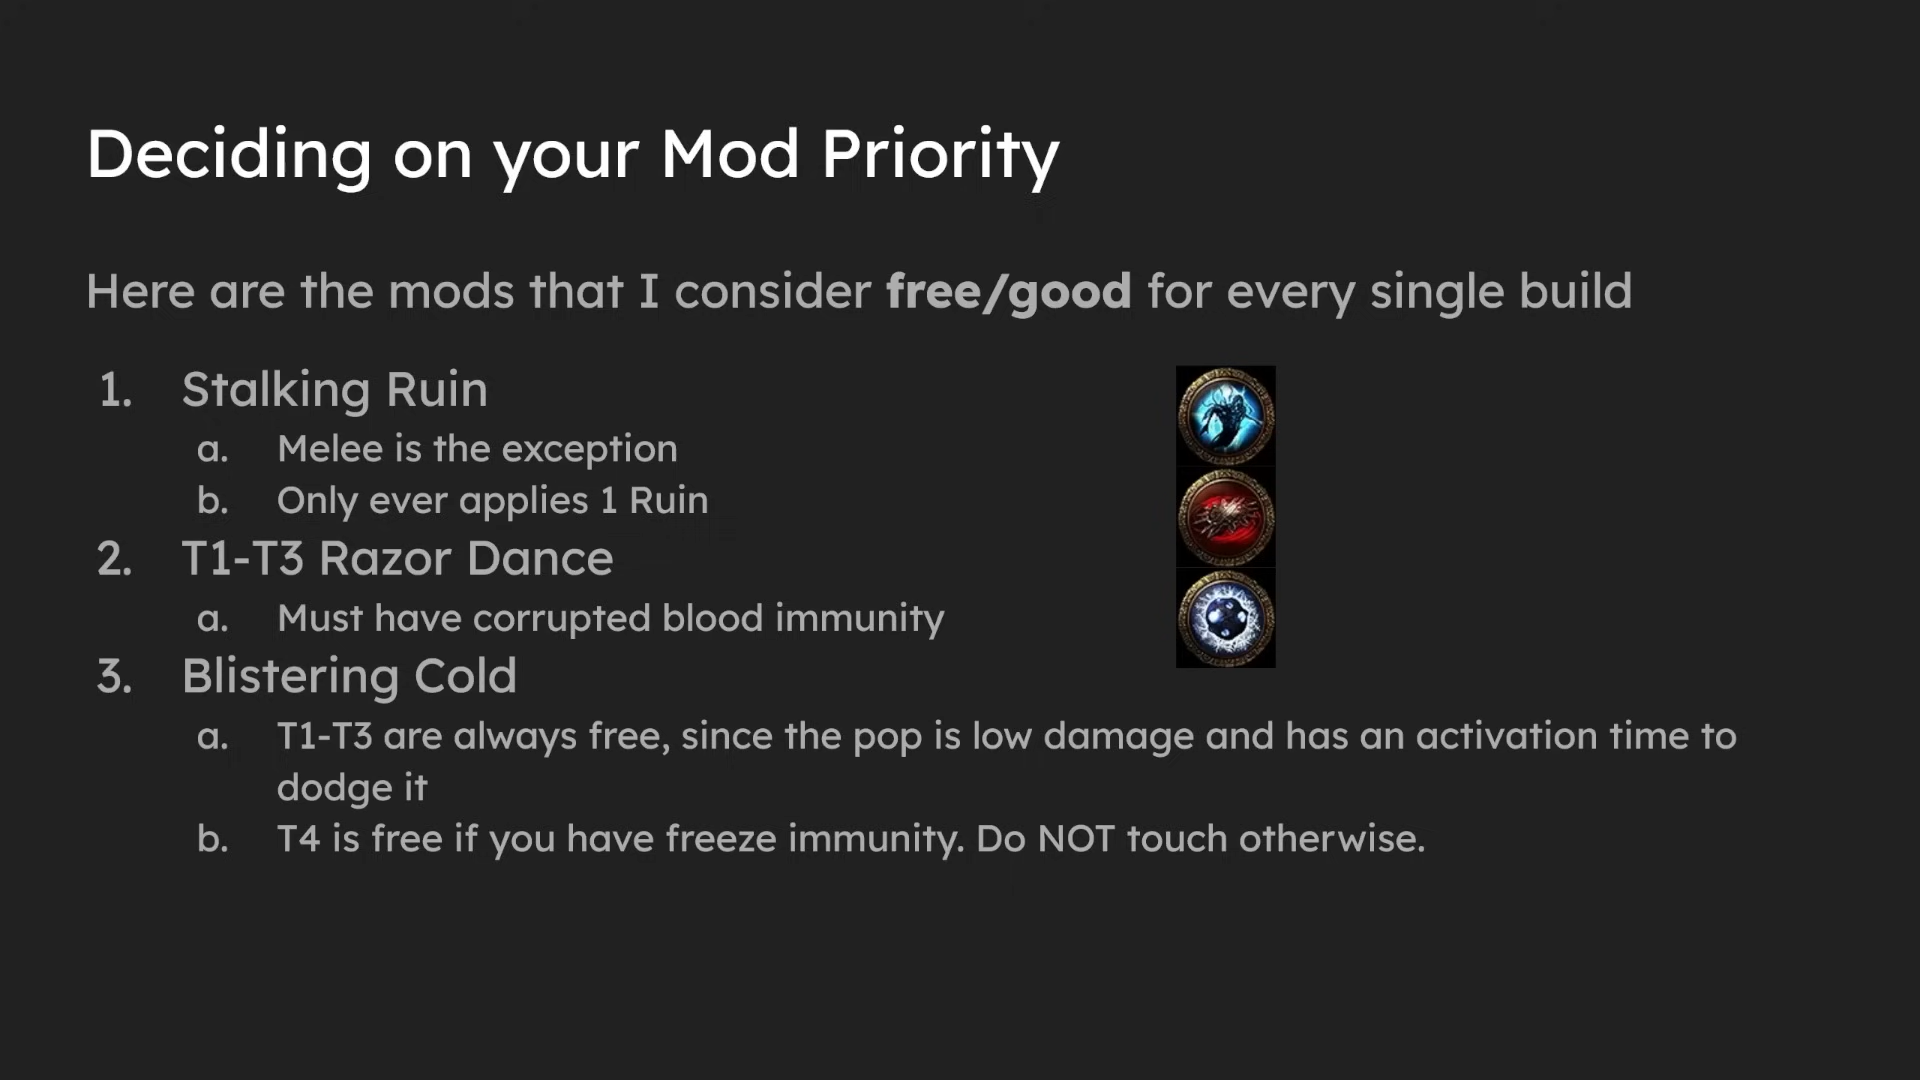 Deciding on your Mod Priority
Here are the mods that I consider free/good for every single build
1. Stalking Ruin
a. Melee is the exception
b. Only ever applies 1 Ruin
2. T1-T3 Razor Dance
a. Must have corrupted blood immunity
3. Blistering Cold
a. T1-T3 are always free, since the pop is low damage and has an activation time to
dodge it
b. T4 is free if you have freeze immunity. Do NOT touch otherwise.